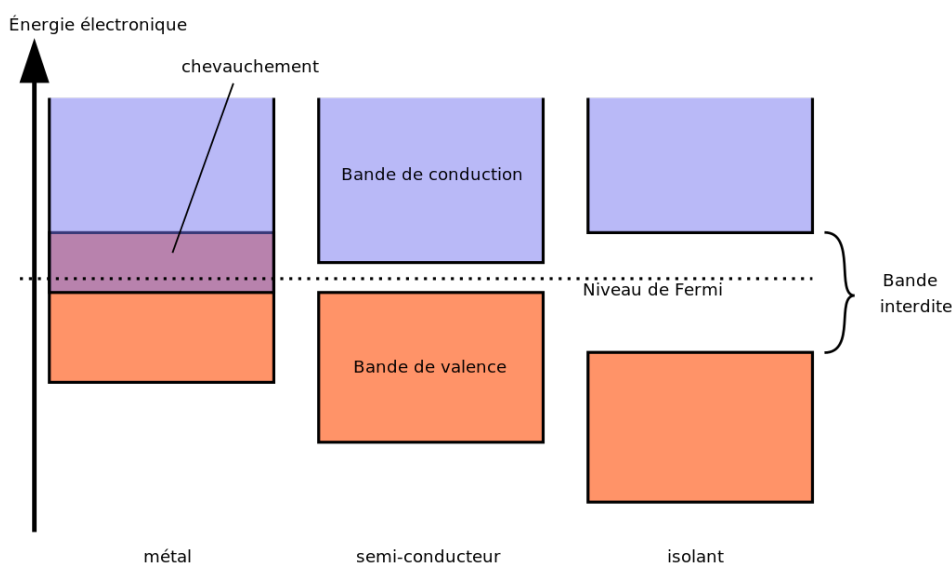 Énergie électronique
chevauchement
Bande de conduction
Niveau de Fermi
Bande
interdite
Bande de valence
métal
semi-conducteur
isolant